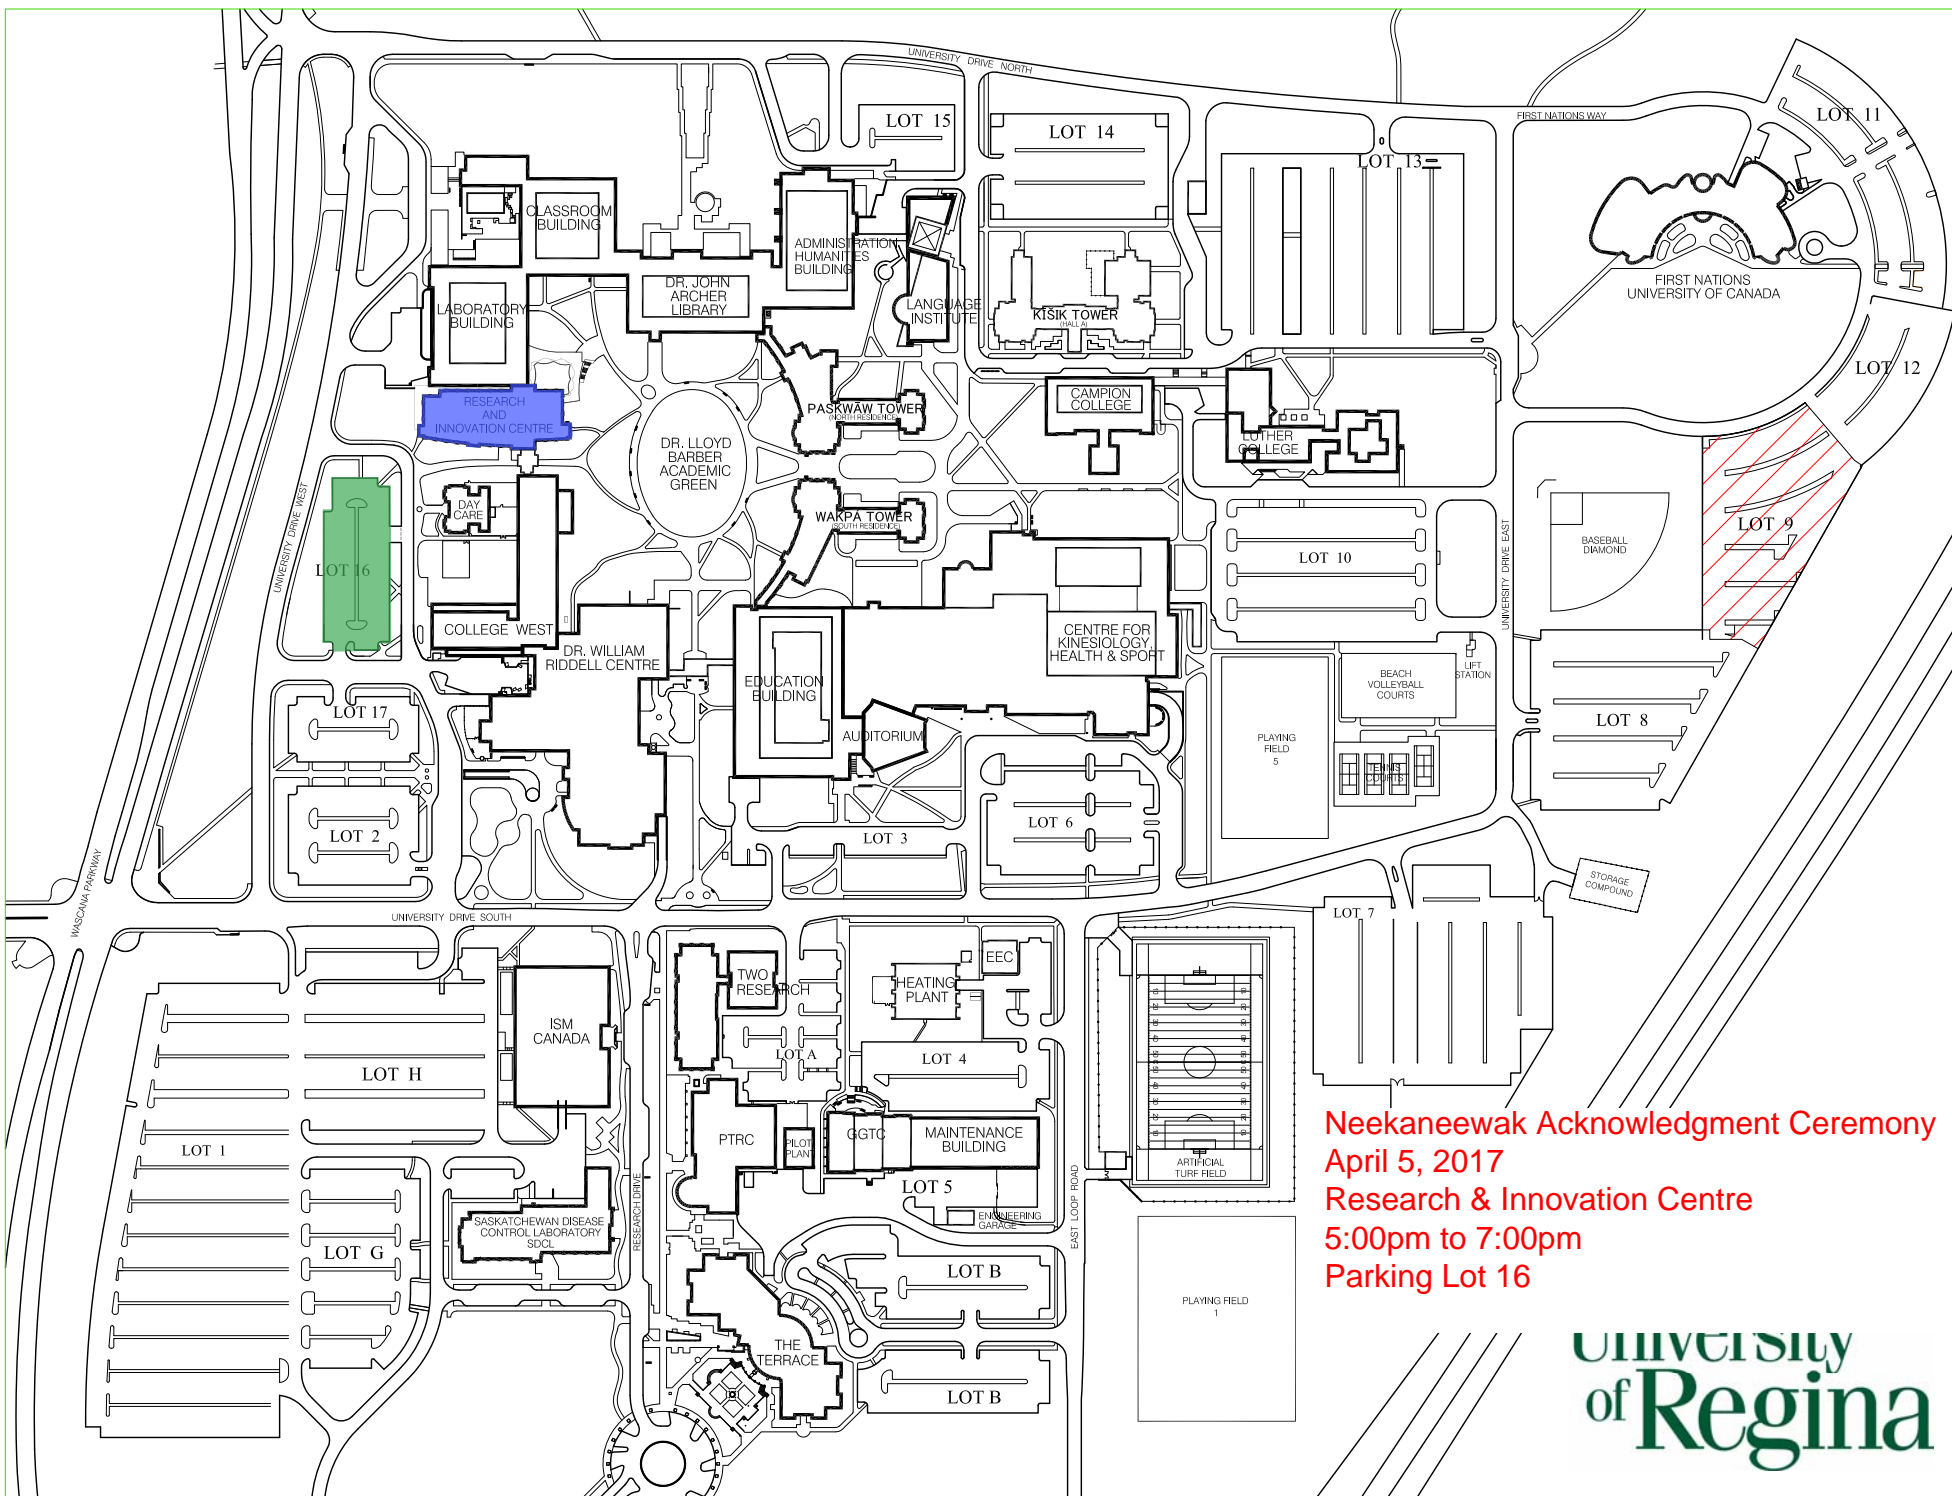 UNIVERSITY DRIVE NORTH
FIRST NATIONS WAY
LOT 11
LOT 15
LOT 14
LOT 13
CLASSROOM
BUILDING
ADMINISTRATION
HUMANITIES
BUILDING
DR. JOHN
ARCHER
LIBRARY
LABORATORY
BUILDING
LANGUAGE
INSTITUTE
KĪSIK TOWER
(HALL A)
FIRST NATIONS
UNIVERSITY OF CANADA
LOT 12
RESEARCH
AND
INNOVATION CENTRE
PASKWĀW TOWER
(NORTH RESIDENCE)
CAMPION
COLLEGE
LUTHER
COLLEGE
DR. LLOYD
BARBER
ACADEMIC
GREEN
DAY
CARE
WAKPÁ TOWER
(SOUTH RESIDENCE)
UNIVERSITY DRIVE WEST
LOT 16
LOT 10
UNIVERSITY DRIVE EAST
BASEBALL
DIAMOND
LOT 9
COLLEGE WEST
DR. WILLIAM
RIDDELL CENTRE
CENTRE FOR
KINESIOLOGY,
HEALTH & SPORT
EDUCATION
BUILDING
AUDITORIUM
BEACH
VOLLEYBALL
COURTS
LIFT
STATION
LOT 17
LOT 8
PLAYING
FIELD
5
TENNIS
COURTS
LOT 2
LOT 3
LOT 6
STORAGE
COMPOUND
WASCANA PARKWAY
UNIVERSITY DRIVE SOUTH
LOT 7
TWO
RESEARCH
HEATING
PLANT
EEC
ISM
CANADA
LOT A
LOT 4
LOT H
LOT 1
PTRC
PILOT
PLANT
GGTC
MAINTENANCE
BUILDING
ARTIFICIAL
TURF FIELD
LOT 5
ENGINEERING
GARAGE
RESEARCH DRIVE
EAST LOOP ROAD
SASKATCHEWAN DISEASE
CONTROL LABORATORY
SDCL
LOT G
LOT B
THE
TERRACE
LOT B
PLAYING FIELD
1
Neekaneewak Acknowledgment Ceremony
April 5, 2017
Research & Innovation Centre
5:00pm to 7:00pm
Parking Lot 16
University
of Regina